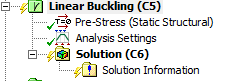 Linear Buckling (C5)
Pre-Stress (Static Structural)
Analysis Settings
Solution (C6)
Solution Information